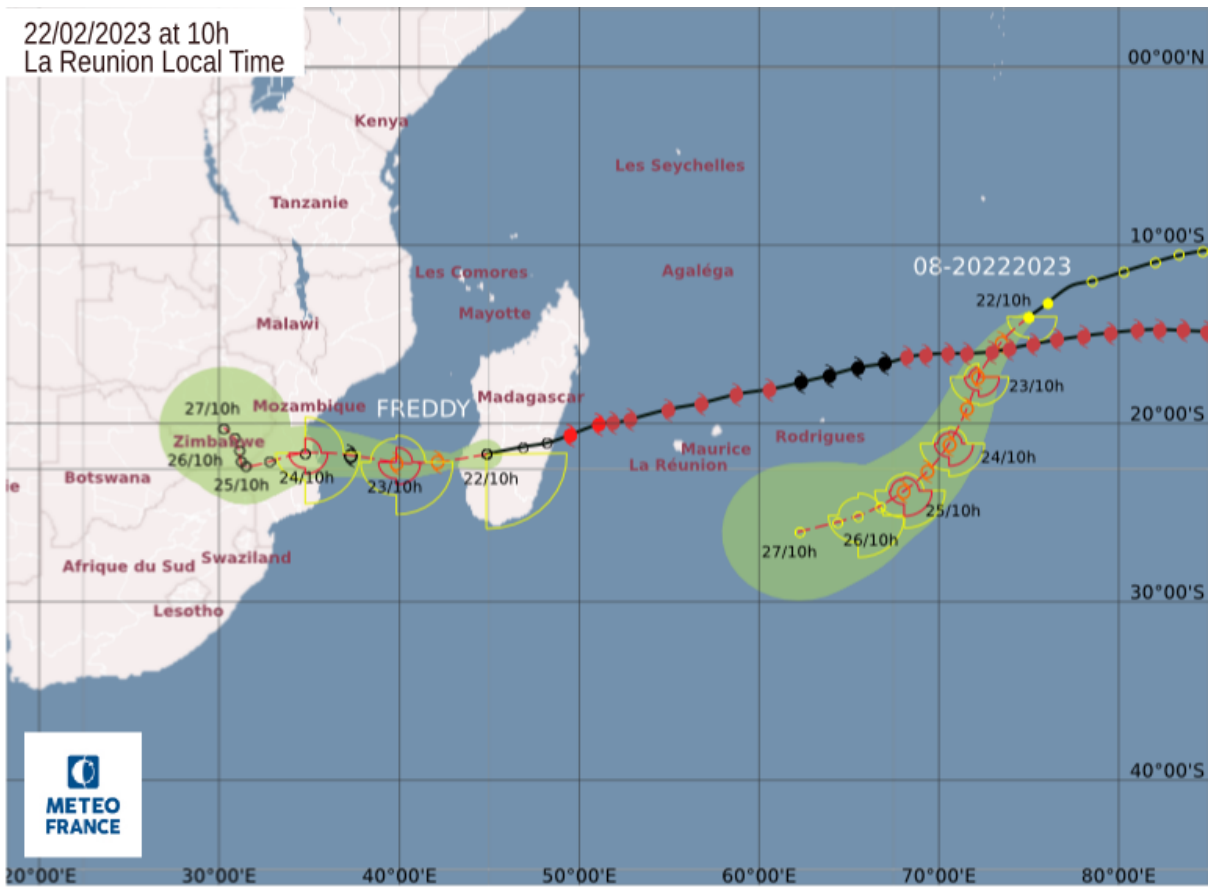 22/02/2023 at 10h
La Reunion Local Time
00°00'N
Kenya
Les Seychelles
Tanzanie
10°00'S
Les Comores
Agaléga
08-20222023
22/10h
Mayotte
Malawi
23/10h
Madagascar
27/10h
Mozambique
FREDDY
20°00'S
Rodrigues
Zimbabwe
Maurice
La Réunion
26/10h
24/10h
ie
Botswana
25/10h
24/10h
23/10h
22/10h
25/10h
26/10h
27/10h
Swaziland
Afrique du Sud
30°00'S
Lesotho
40°00'S
METEO
FRANCE
20°00'E 30°00'E 40°00'E 50°00'E 60°00'E 70°00'E 80°00'E